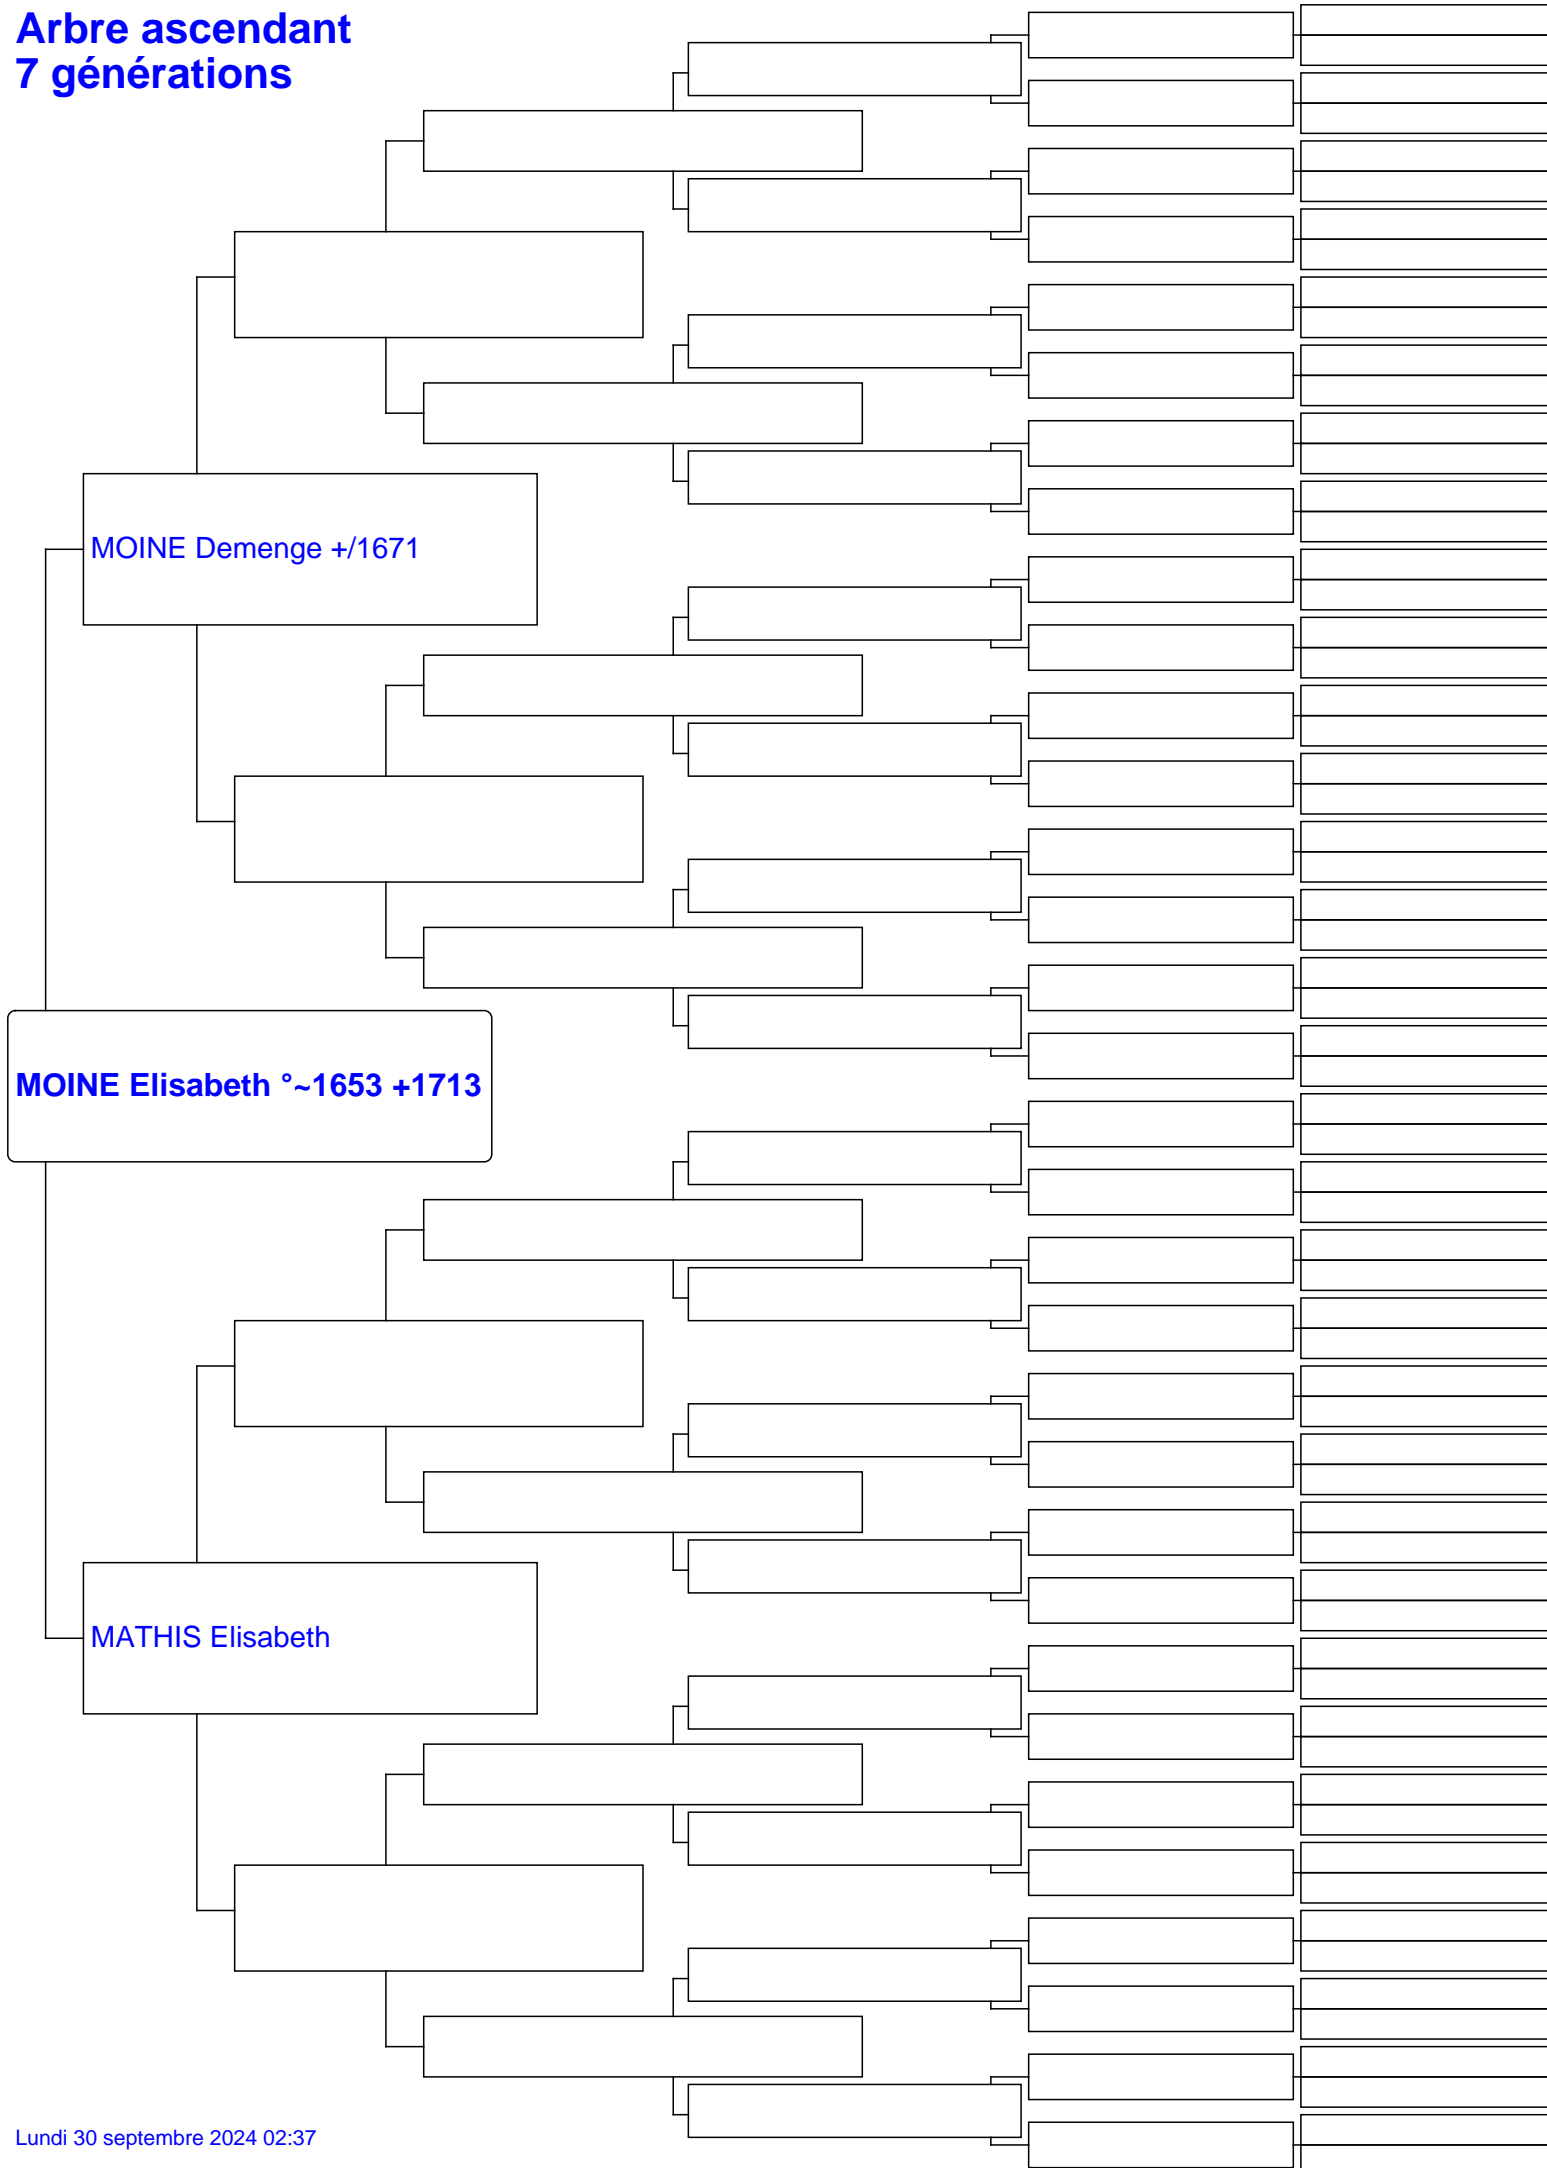 Arbre ascendant
7 générations
MOINE Demenge +/1671
MOINE Elisabeth °~1653 +1713
MATHIS Elisabeth
Lundi 30 septembre 2024 02:37